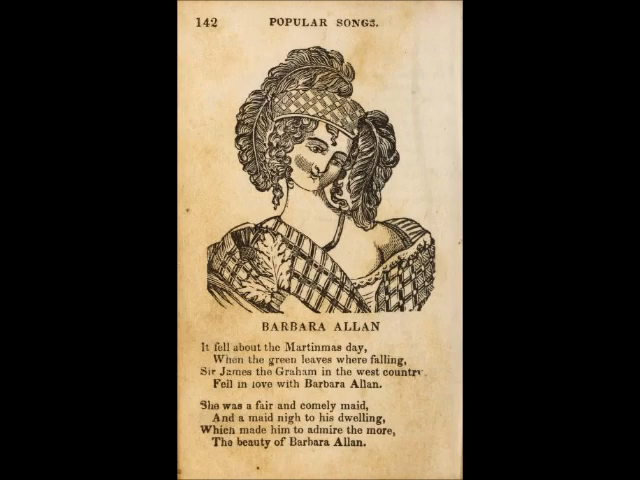 142 POPULAR SONGS.
BARBARA ALLAN
It fell about the Martinmas day,
When the green leaves where falling,
Sir James the Graham in the west country.
Fell in love with Barbara Allan.
She was a fair and comely maid,
And a maid nigh to his dwelling,
Which made him to admire the more,
The beauty of Barbara Allan.